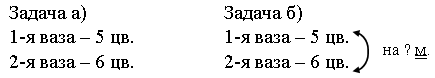 Задача а)
1-я ваза – 5 цв.
2-я ваза – 6 цв.
Задача б)
1-я ваза – 5 цв.
2-я ваза – 6 цв.
на ? м.